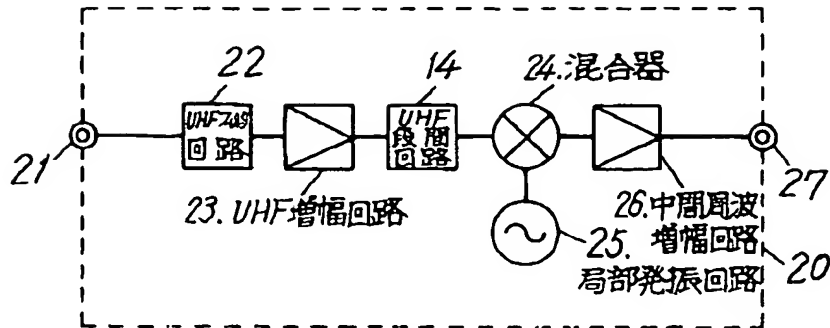 22
14
24.混合器
UHFフィルタ
回路
UHF
段間
回路
21
27
23.UHF増幅回路
26.中間周波
増幅回路
25.
局部発振回路
20